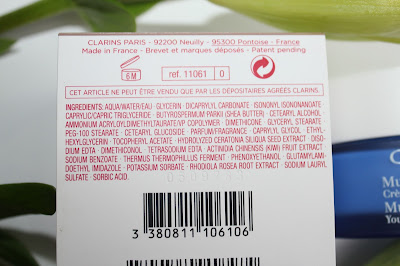 CLARINS PARIS - 92200 Neuilly - 95300 Pontoise - France
Made in France - Brevet et marques déposés - Patent pending
6M
ref. 11061
0
CET ARTICLE NE PEUT ÊTRE VENDU QUE PAR LES DÉPOSITAIRES AGRÉÉS CLARINS.
INGREDIENTS: AQUA/WATER/EAU · GLYCERIN · DICAPRYLYL CARBONATE · ISONONYL ISONONANOATE
CAPRYLIC/CAPRIC TRIGLYCERIDE · BUTYROSPERMUM PARKII (SHEA BUTTER) · CETEARYL ALCOHOL
AMMONIUM ACRYLOYLDIMETHYLTAURATE/VP COPOLYMER · DIMETHICONE · GLYCERYL STEARATE
PEG-100 STEARATE · CETEARYL GLUCOSIDE · PARFUM/FRAGRANCE · CAPRYLYL GLYCOL · ETHYL-
HEXYLGLYCERIN · TOCOPHERYL ACETATE · HYDROLYZED CERATONIA SILIQUA SEED EXTRACT · DISO-
DIUM EDTA · DIMETHICONOL · TETRASODIUM EDTA · ACTINIDIA CHINENSIS (KIWI) FRUIT EXTRACT ·
SODIUM BENZOATE · THERMUS THERMOPHILLUS FERMENT · PHENOXYETHANOL · GLUTAMYLAMI-
DOETHYL IMIDAZOLE · POTASSIUM SORBATE · RHODIOLA ROSEA ROOT EXTRACT · SODIUM LAURYL
SULFATE · SORBIC ACID.
3 380811 106106
Mu
Cr
Mu
You